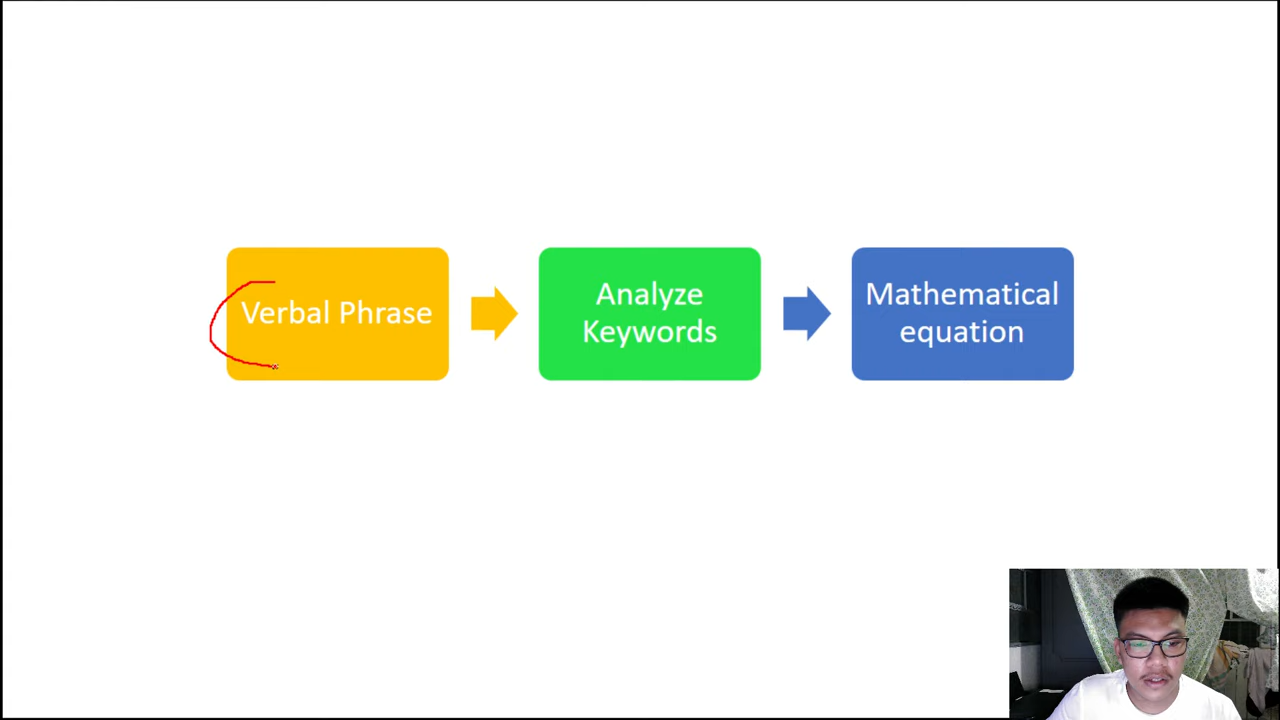 Verbal Phrase
Analyze
Keywords
Mathematical
equation